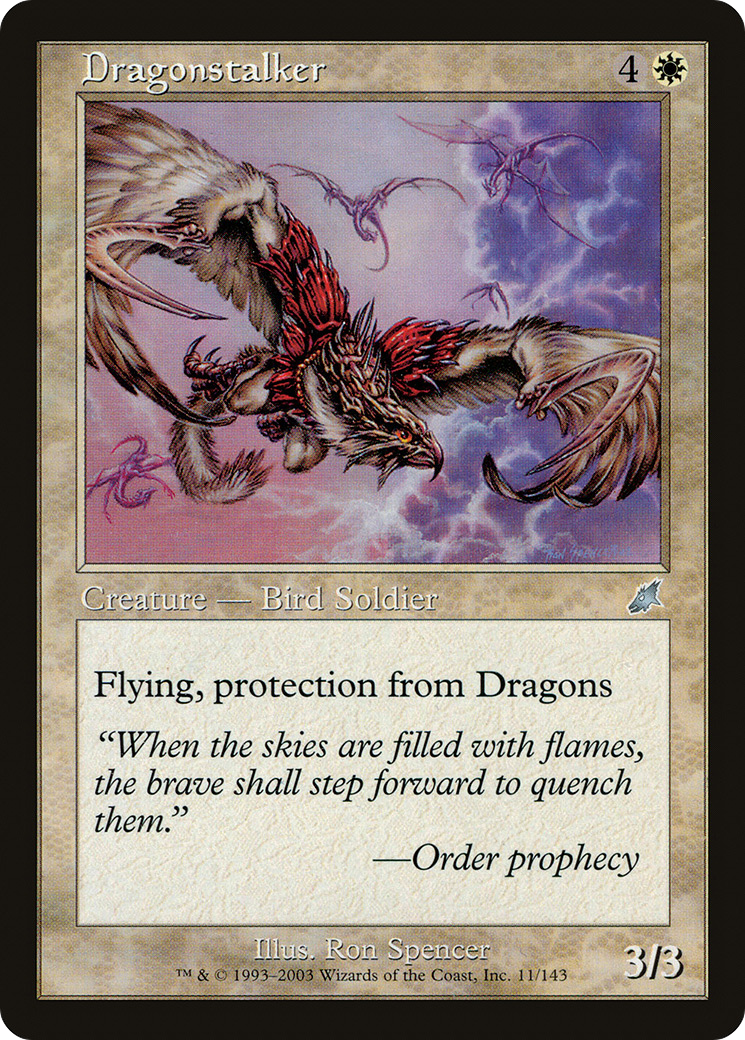 Dragonstalker 4
Creature — Bird Soldier
Flying, protection from Dragons
“When the skies are filled with flames,
the brave shall step forward to quench
them.”
—Order prophecy
Illus. Ron Spencer
™ & © 1993–2003 Wizards of the Coast, Inc. 11/143
3/3